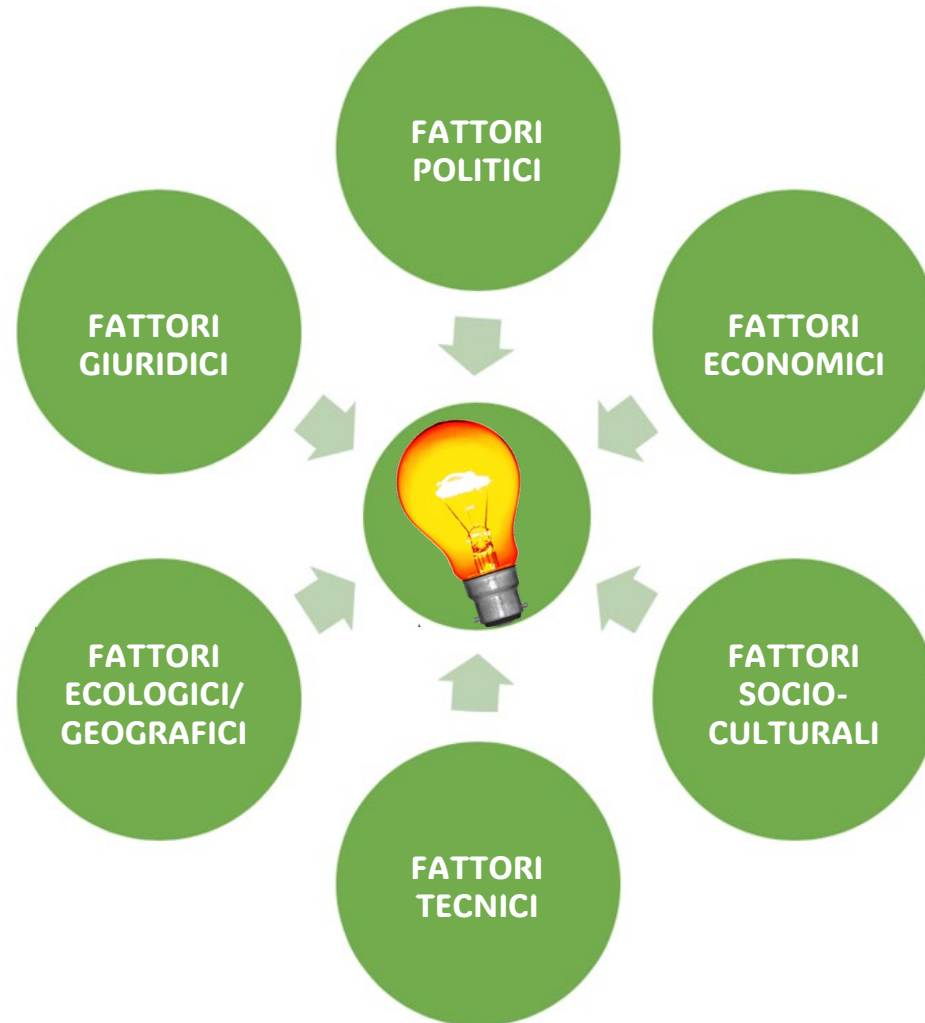 FATTORI
POLITICI
FATTORI
GIURIDICI
FATTORI
ECONOMICI
FATTORI
ECOLOGICI/
GEOGRAFICI
FATTORI
SOCIO-
CULTURALI
FATTORI
TECNICI